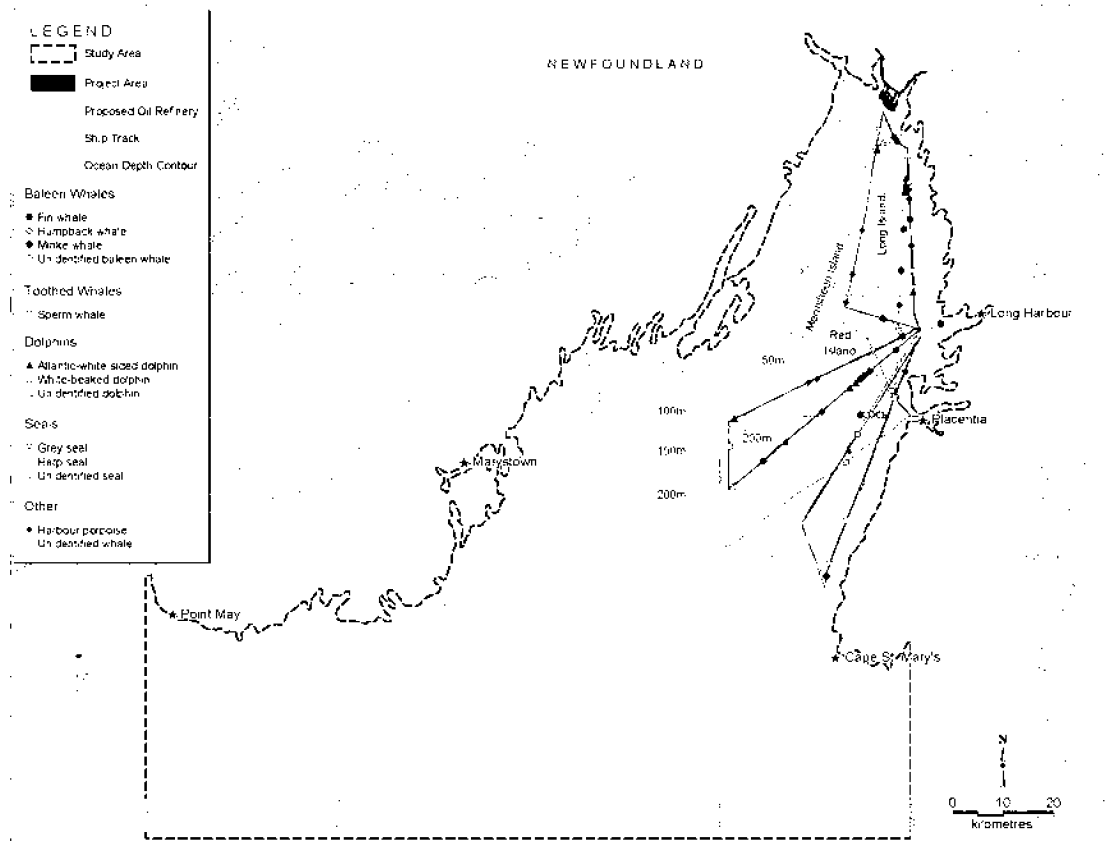 LEGEND
Study Area
Project Area
Proposed Oil Refinery
Ship Track
Ocean Depth Contour
Baleen Whales
Fin whale
Humpback whale
Minke whale
Unidentified baleen whale
Toothed Whales
Sperm whale
Dolphins
Atlantic-white sided dolphin
White-beaked dolphin
Unidentified dolphin
Seals
Grey seal
Harp seal
Unidentified seal
Other
Harbour porpoise
Unidentified whale
NEWFOUNDLAND
Long Island
Merasheen Island
Long Harbour
Red
Island
50m
100m
150m
200m
200m
Placentia
Marystown
Point May
Cape St. Mary's
N
0 10 20
kilometres